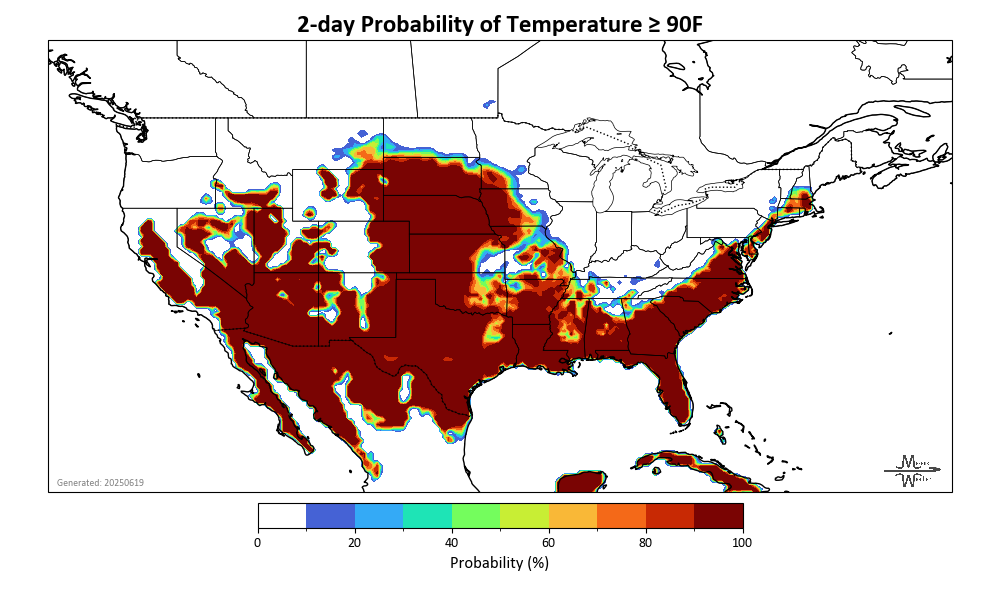 2-day Probability of Temperature ≥ 90F
Generated: 20250619
0 20 40 60 80 100
Probability (%)